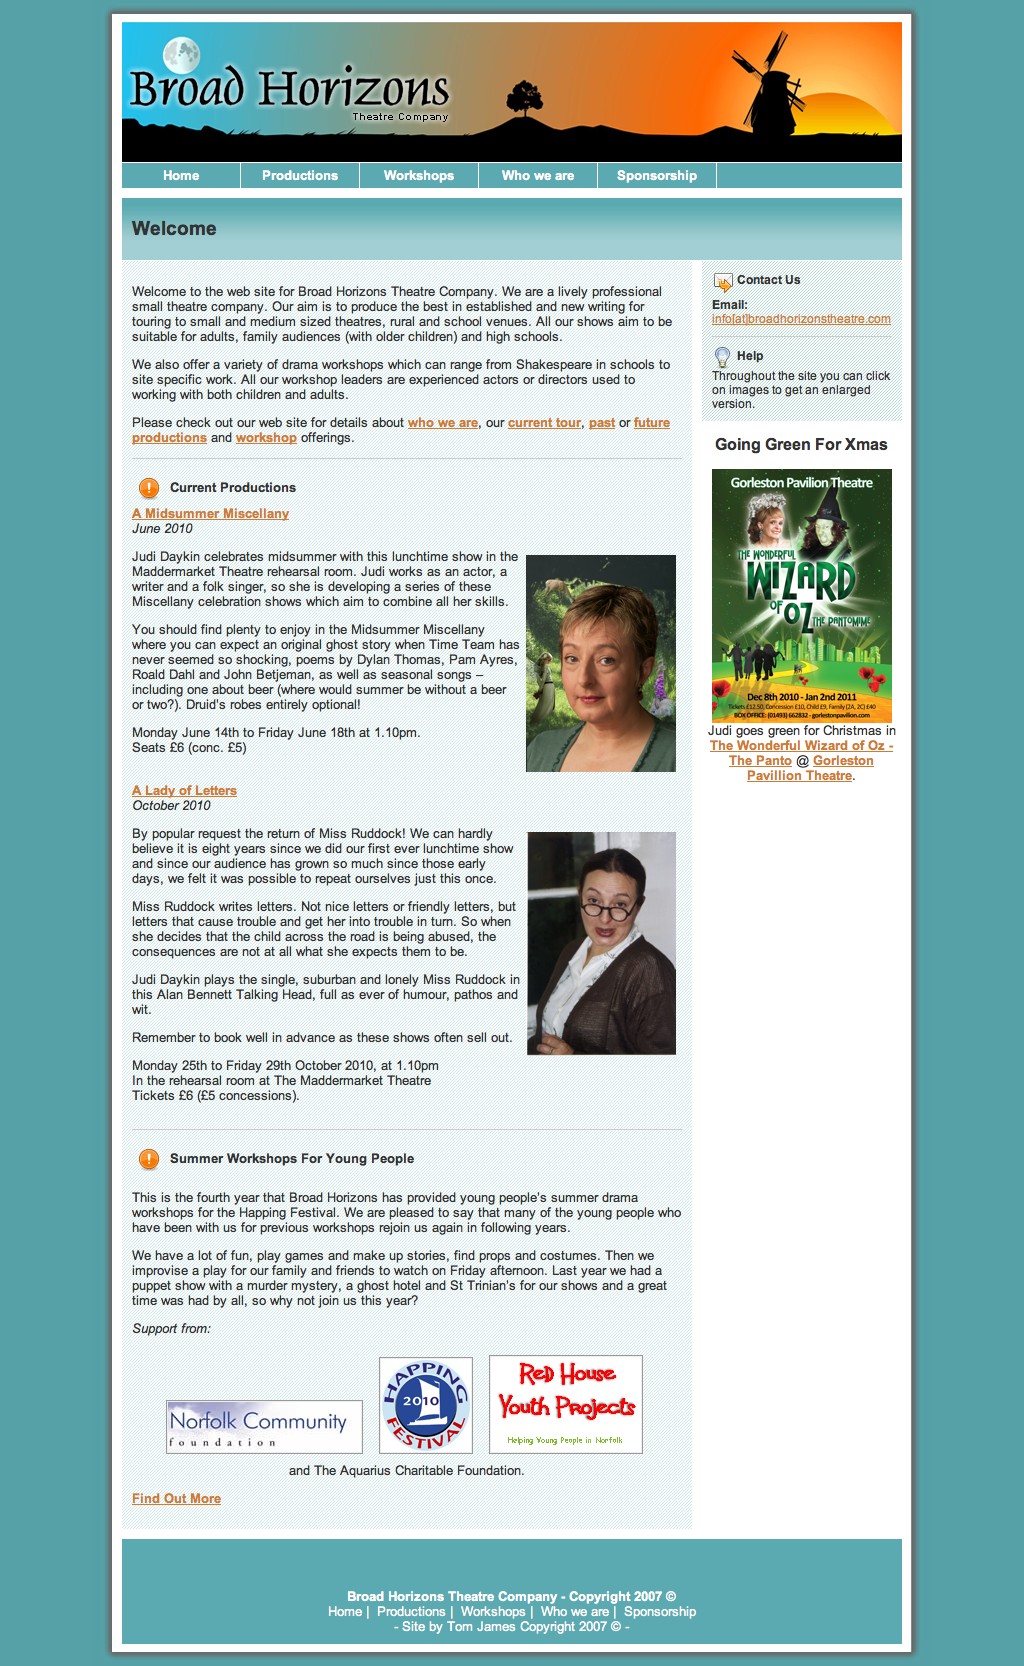 Broad Horizons
Theatre Company
Home
Productions
Workshops
Who we are
Sponsorship
Welcome
Welcome to the web site for Broad Horizons Theatre Company. We are a lively professional
small theatre company. Our aim is to produce the best in established and new writing for
touring to small and medium sized theatres, rural and school venues. All our shows aim to be
suitable for adults, family audiences (with older children) and high schools.
We also offer a variety of drama workshops which can range from Shakespeare in schools to
site specific work. All our workshop leaders are experienced actors or directors used to
working with both children and adults.
Please check out our web site for details about who we are, our current tour, past or future
productions and workshop offerings.
Current Productions
A Midsummer Miscellany
June 2010
Judi Daykin celebrates midsummer with this lunchtime show in the
Maddermarket Theatre rehearsal room. Judi works as an actor, a
writer and a folk singer, so she is developing a series of these
Miscellany celebration shows which aim to combine all her skills.
You should find plenty to enjoy in the Midsummer Miscellany
where you can expect an original ghost story when Time Team has
never seemed so shocking, poems by Dylan Thomas, Pam Ayres,
Roald Dahl and John Betjeman, as well as seasonal songs –
including one about beer (where would summer be without a beer
or two?). Druid's robes entirely optional!
Monday June 14th to Friday June 18th at 1.10pm.
Seats £6 (conc. £5)
A Lady of Letters
October 2010
By popular request the return of Miss Ruddock! We can hardly
believe it is eight years since we did our first ever lunchtime show
and since our audience has grown so much since those early
days, we felt it was possible to repeat ourselves just this once.
Miss Ruddock writes letters. Not nice letters or friendly letters, but
letters that cause trouble and get her into trouble in turn. So when
she decides that the child across the road is being abused, the
consequences are not at all what she expects them to be.
Judi Daykin plays the single, suburban and lonely Miss Ruddock in
this Alan Bennett Talking Head, full as ever of humour, pathos and
wit.
Remember to book well in advance as these shows often sell out.
Monday 25th to Friday 29th October 2010, at 1.10pm
In the rehearsal room at The Maddermarket Theatre
Tickets £6 (£5 concessions).
Summer Workshops For Young People
This is the fourth year that Broad Horizons has provided young people's summer drama
workshops for the Happing Festival. We are pleased to say that many of the young people who
have been with us for previous workshops rejoin us again in following years.
We have a lot of fun, play games and make up stories, find props and costumes. Then we
improvise a play for our family and friends to watch on Friday afternoon. Last year we had a
puppet show with a murder mystery, a ghost hotel and St Trinian's for our shows and a great
time was had by all, so why not join us this year?
Support from:
Norfolk Community
foundation
HAPPING
2010
FESTIVAL
Red House
Youth Projects
Helping Young People in Norfolk
and The Aquarius Charitable Foundation.
Find Out More
Contact Us
Email:
info[at]broadhorizonstheatre.com
Help
Throughout the site you can click
on images to get an enlarged
version.
Going Green For Xmas
Gorleston Pavilion Theatre
THE WONDERFUL
WIZARD
OF OZ
THE PANTOMIME
Dec 8th 2010 - Jan 2nd 2011
Tickets £12.50, Concession £10, Child £9, Family (2A, 2C) £40
BOX OFFICE: (01493) 662832 - gorlestonpavilion.com
Judi goes green for Christmas in
The Wonderful Wizard of Oz -
The Panto @ Gorleston
Pavillion Theatre.
Broad Horizons Theatre Company - Copyright 2007 ©
Home | Productions | Workshops | Who we are | Sponsorship
- Site by Tom James Copyright 2007 © -